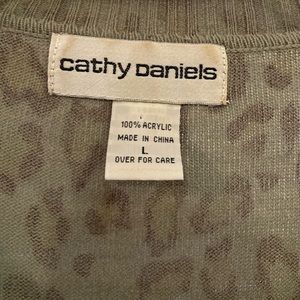 cathy Daniels
100% ACRYLIC
MADE IN CHINA
L
OVER FOR CARE